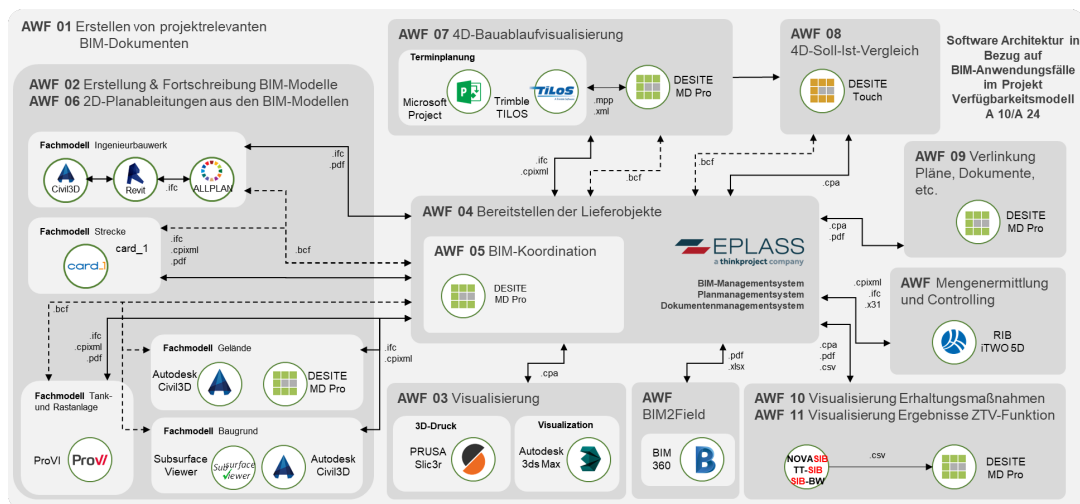 AWF 01 Erstellen von projektrelevanten
BIM-Dokumenten
AWF 02 Erstellung & Fortschreibung BIM-Modelle
AWF 06 2D-Planableitungen aus den BIM-Modellen
Fachmodell Ingenieurbauwerk
Civil3D
Revit
.ifc
ALLPLAN
.ifc
.pdf
Fachmodell Strecke
card_1
card_1
.ifc
.cpixml
.pdf
.bcf
.bcf
.ifc
.cpixml
.pdf
.ifc
.cpixml
Fachmodell Gelände
Autodesk
Civil3D
DESITE
MD Pro
Fachmodell Tank-
und Rastanlage
ProVI
ProVI
Fachmodell Baugrund
Subsurface
Viewer
Subsurface
Viewer
Autodesk
Civil3D
AWF 07 4D-Bauablaufvisualisierung
Terminplanung
Microsoft
Project
Trimble
TILOS
TILOS
.mpp
.xml
DESITE
MD Pro
.ifc
.cpixml
.bcf
AWF 08
4D-Soll-Ist-Vergleich
DESITE
Touch
.bcf
.cpa
Software Architektur in
Bezug auf
BIM-Anwendungsfälle
im Projekt
Verfügbarkeitsmodell
A 10/A 24
AWF 04 Bereitstellen der Lieferobjekte
AWF 05 BIM-Koordination
DESITE
MD Pro
EPLASS
a thinkproject company
BIM-Managementsystem
Planmanagementsystem
Dokumentenmanagementsystem
AWF 09 Verlinkung
Pläne, Dokumente,
etc.
DESITE
MD Pro
.cpa
.pdf
AWF Mengenermittlung
und Controlling
RIB
iTWO 5D
.cpixml
.ifc
.x31
.cpa
.pdf
.xlsx
.cpa
.pdf
.csv
AWF 03 Visualisierung
3D-Druck
PRUSA
Slic3r
Visualization
Autodesk
3ds Max
AWF
BIM2Field
BIM
360
AWF 10 Visualisierung Erhaltungsmaßnahmen
AWF 11 Visualisierung Ergebnisse ZTV-Funktion
NOVASIB
TT-SIB
SIB-BW
.csv
DESITE
MD Pro